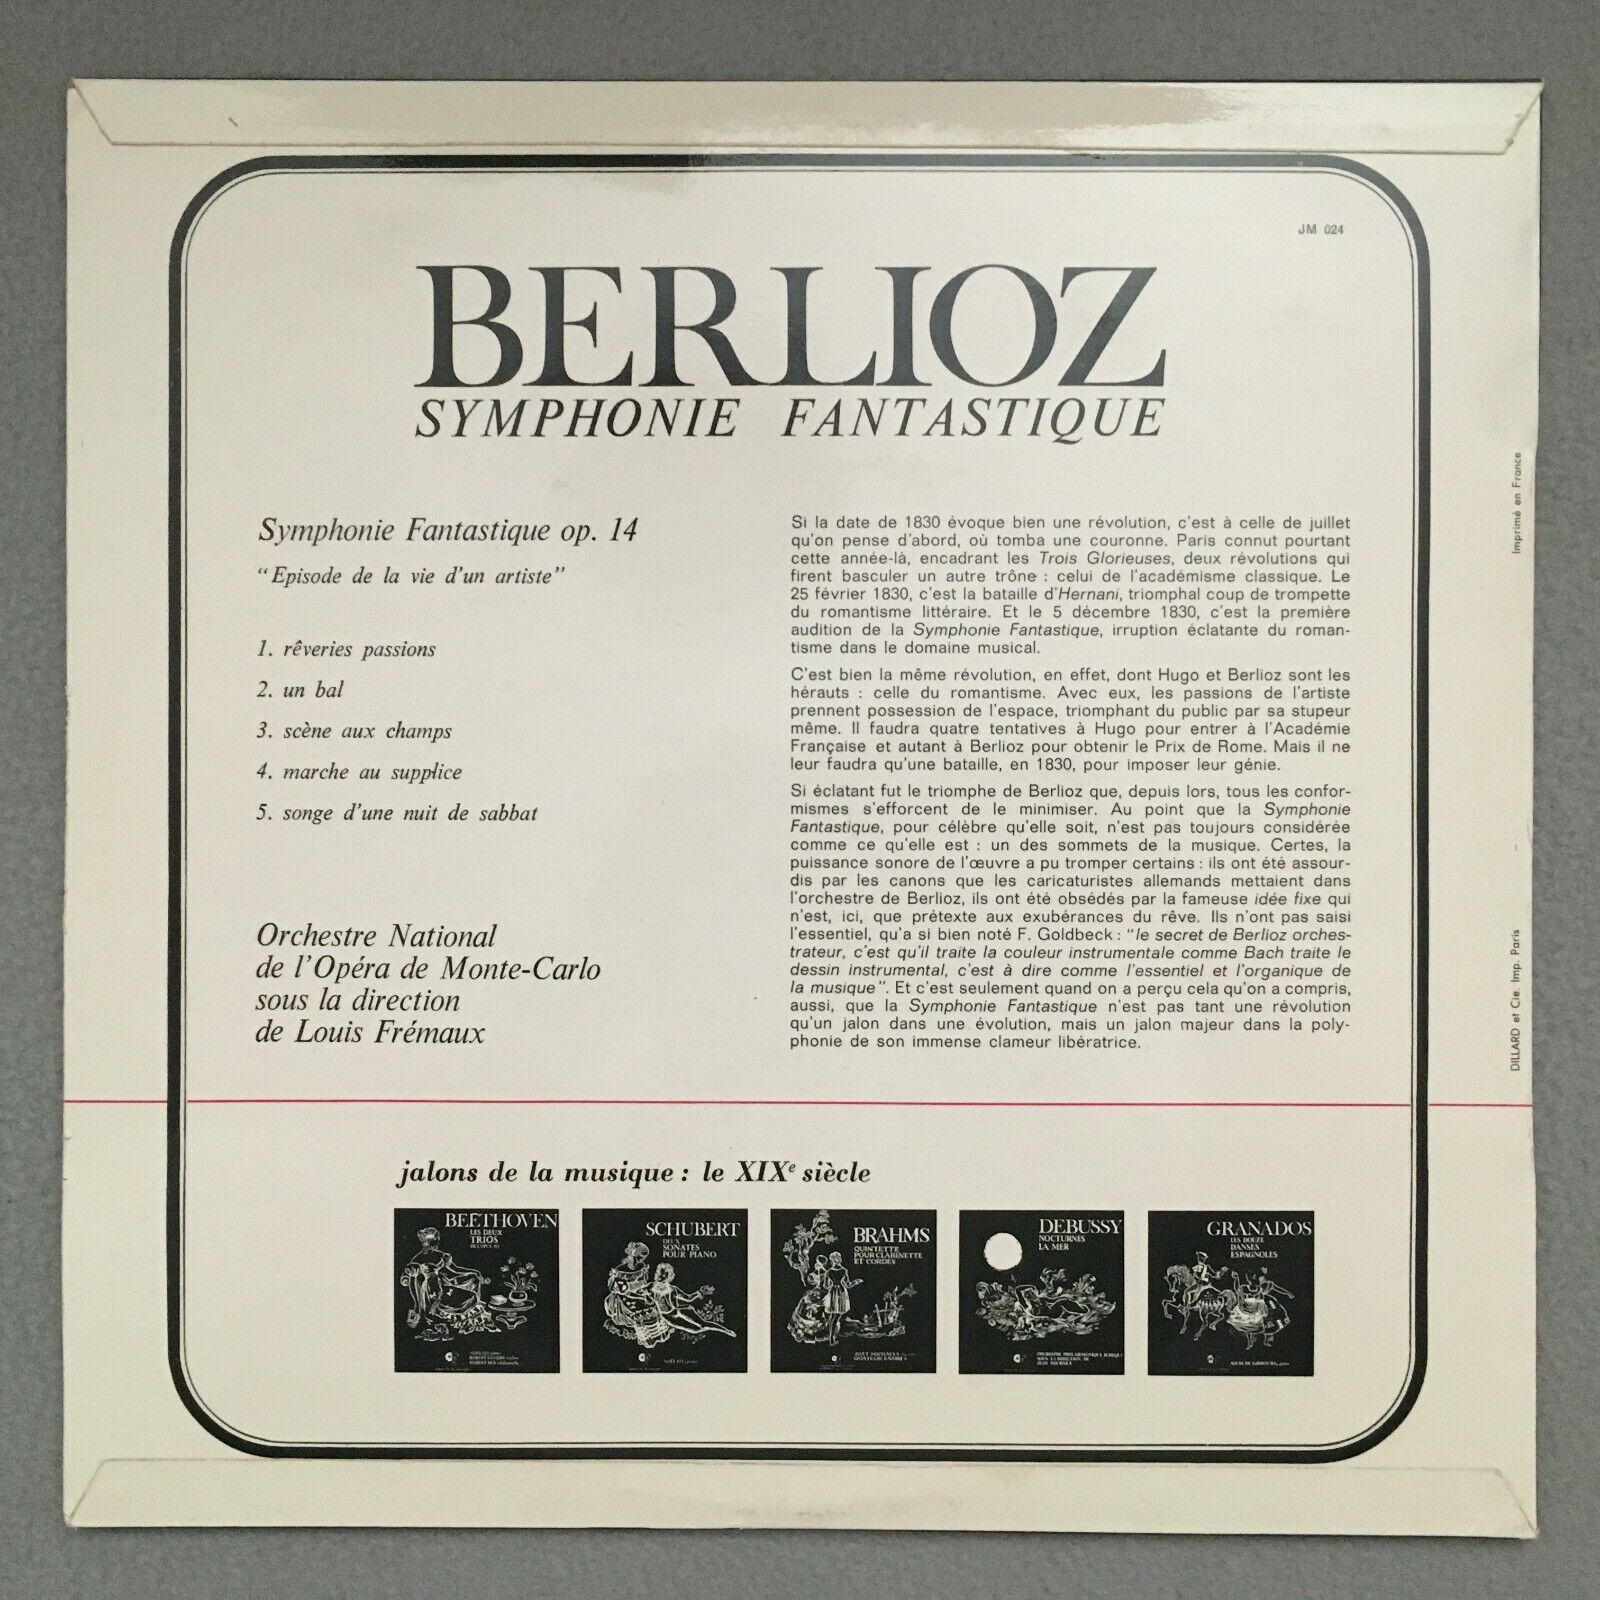 JM 024
BERLIOZ
SYMPHONIE FANTASTIQUE
Symphonie Fantastique op. 14
"Episode de la vie d'un artiste"
1. rêveries passions
2. un bal
3. scène aux champs
4. marche au supplice
5. songe d'une nuit de sabbat
Orchestre National
de l'Opéra de Monte-Carlo
sous la direction
de Louis Frémaux
Si la date de 1830 évoque bien une révolution, c'est à celle de juillet
qu'on pense d'abord, où tomba une couronne. Paris connut pourtant
cette année-là, encadrant les Trois Glorieuses, deux révolutions qui
firent basculer un autre trône : celui de l'académisme classique. Le
25 février 1830, c'est la bataille d'Hernani, triomphal coup de trompette
du romantisme littéraire. Et le 5 décembre 1830, c'est la première
audition de la Symphonie Fantastique, irruption éclatante du roman-
tisme dans le domaine musical.
C'est bien la même révolution, en effet, dont Hugo et Berlioz sont les
hérauts : celle du romantisme. Avec eux, les passions de l'artiste
prennent possession de l'espace, triomphant du public par sa stupeur
même. Il faudra quatre tentatives à Hugo pour entrer à l'Académie
Française et autant à Berlioz pour obtenir le Prix de Rome. Mais il ne
leur faudra qu'une bataille, en 1830, pour imposer leur génie.
Si éclatant fut le triomphe de Berlioz que, depuis lors, tous les confor-
mismes s'efforcent de le minimiser. Au point que la Symphonie
Fantastique, pour célèbre qu'elle soit, n'est pas toujours considérée
comme ce qu'elle est : un des sommets de la musique. Certes, la
puissance sonore de l'œuvre a pu tromper certains : ils ont été assour-
dis par les canons que les caricaturistes allemands mettaient dans
l'orchestre de Berlioz, ils ont été obsédés par la fameuse idée fixe qui
n'est, ici, que prétexte aux exubérances du rêve. Ils n'ont pas saisi
l'essentiel, qu'a si bien noté F. Goldbeck : "le secret de Berlioz orches-
trateur, c'est qu'il traite la couleur instrumentale comme Bach traite le
dessin instrumental, c'est à dire comme l'essentiel et l'organique de
la musique". Et c'est seulement quand on a perçu cela qu'on a compris,
aussi, que la Symphonie Fantastique n'est pas tant une révolution
qu'un jalon dans une évolution, mais un jalon majeur dans la poly-
phonie de son immense clameur libératrice.
Imprimé en France
DILLARD et Cie. Imp. Paris
jalons de la musique : le XIXe siècle
BEETHOVEN
LES DEUX
TRIOS
SCHUBERT
DEUX
SONATES
POUR PIANO
BRAHMS
QUINTETTE
POUR CLARINETTE
ET CORDES
DEBUSSY
NOCTURNES
LA MER
ORCHESTRE PHILHARMONIQUE TCHEQUE
SOUS LA DIRECTION DE
JEAN FOURNET
GRANADOS
LES DOUZE
DANSES
ESPAGNOLES